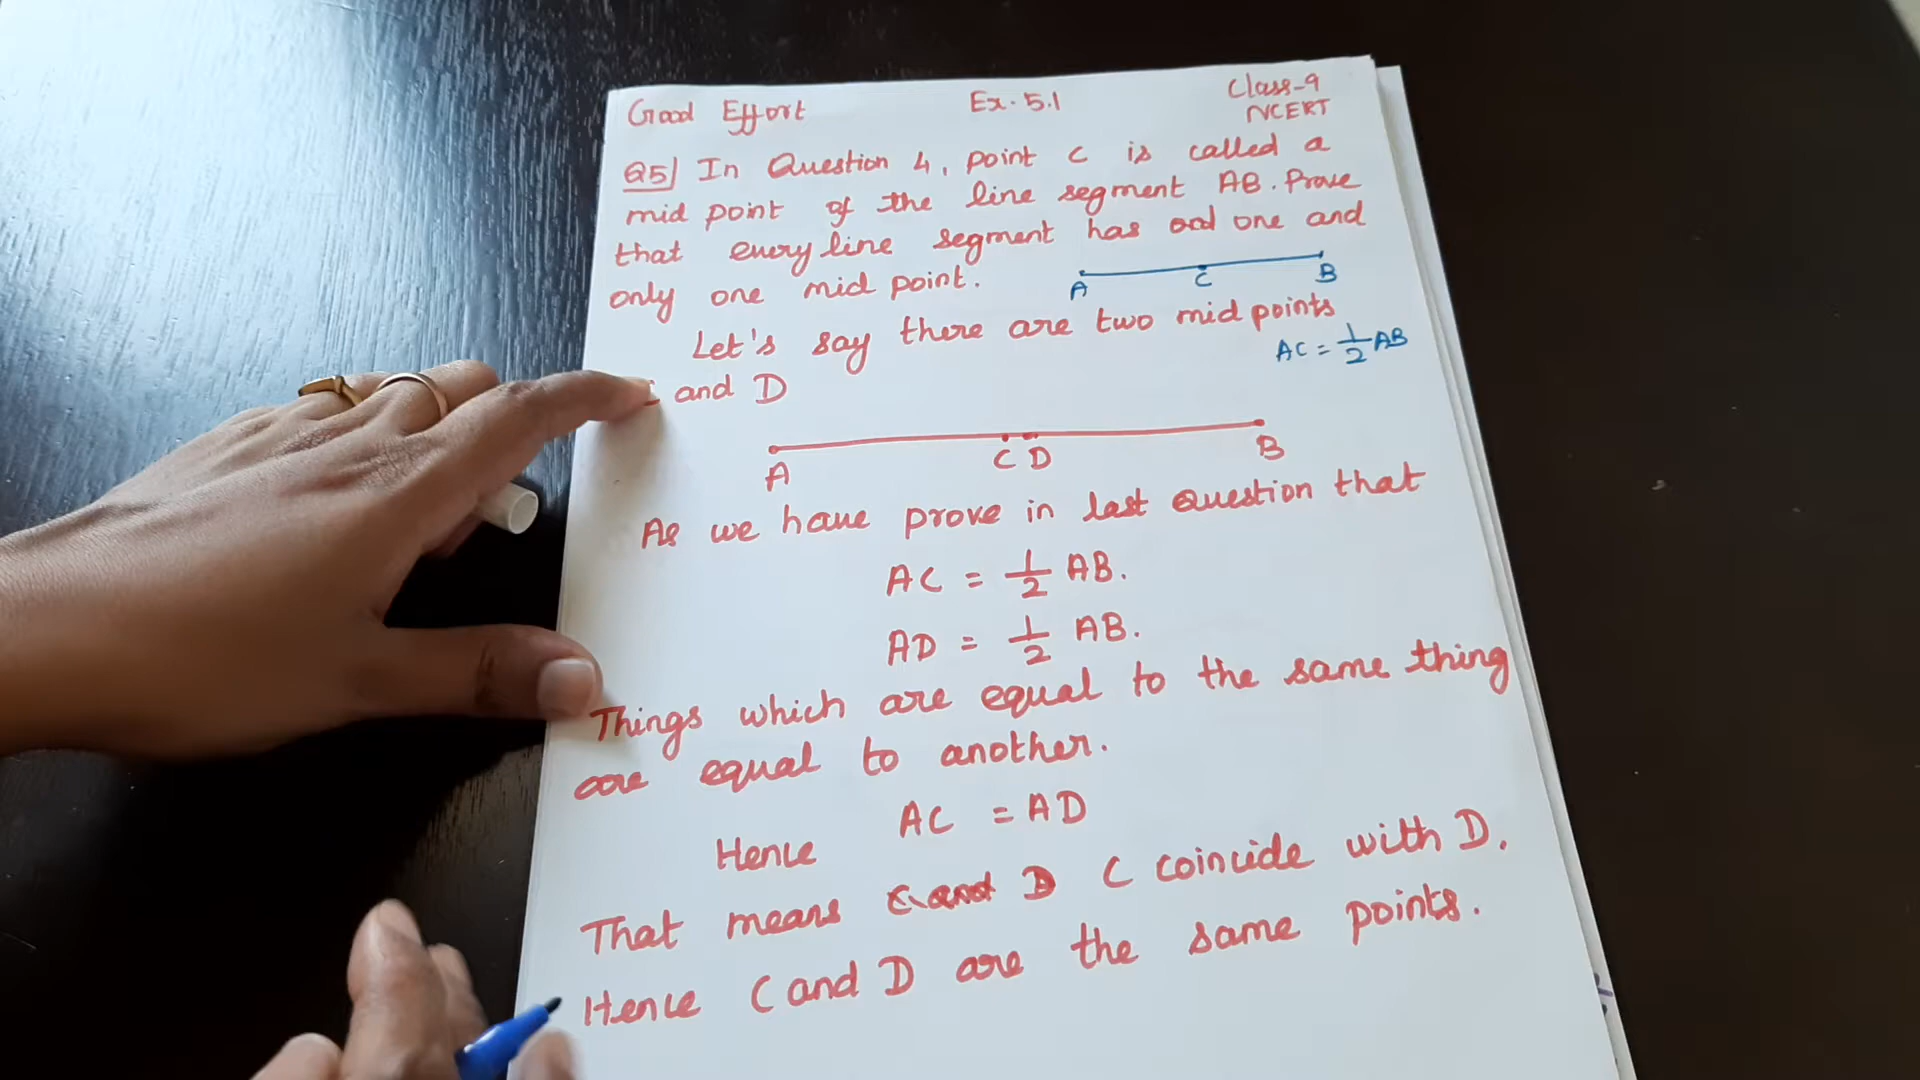 Good Effort Ex. 5.1 Class-9
NCERT
Q5 In Question 4, point C is called a
mid point of the line segment AB. Prove
that every line segment has one and
only one mid point.
A C B
Let's say there are two mid points
AC = 1/2 AB
C and D
A C D B
As we have prove in last Question that
AC = 1/2 AB.
AD = 1/2 AB.
Things which are equal to the same thing
are equal to another.
Hence AC = AD
That means C and D C coincide with D.
Hence C and D are the same points.